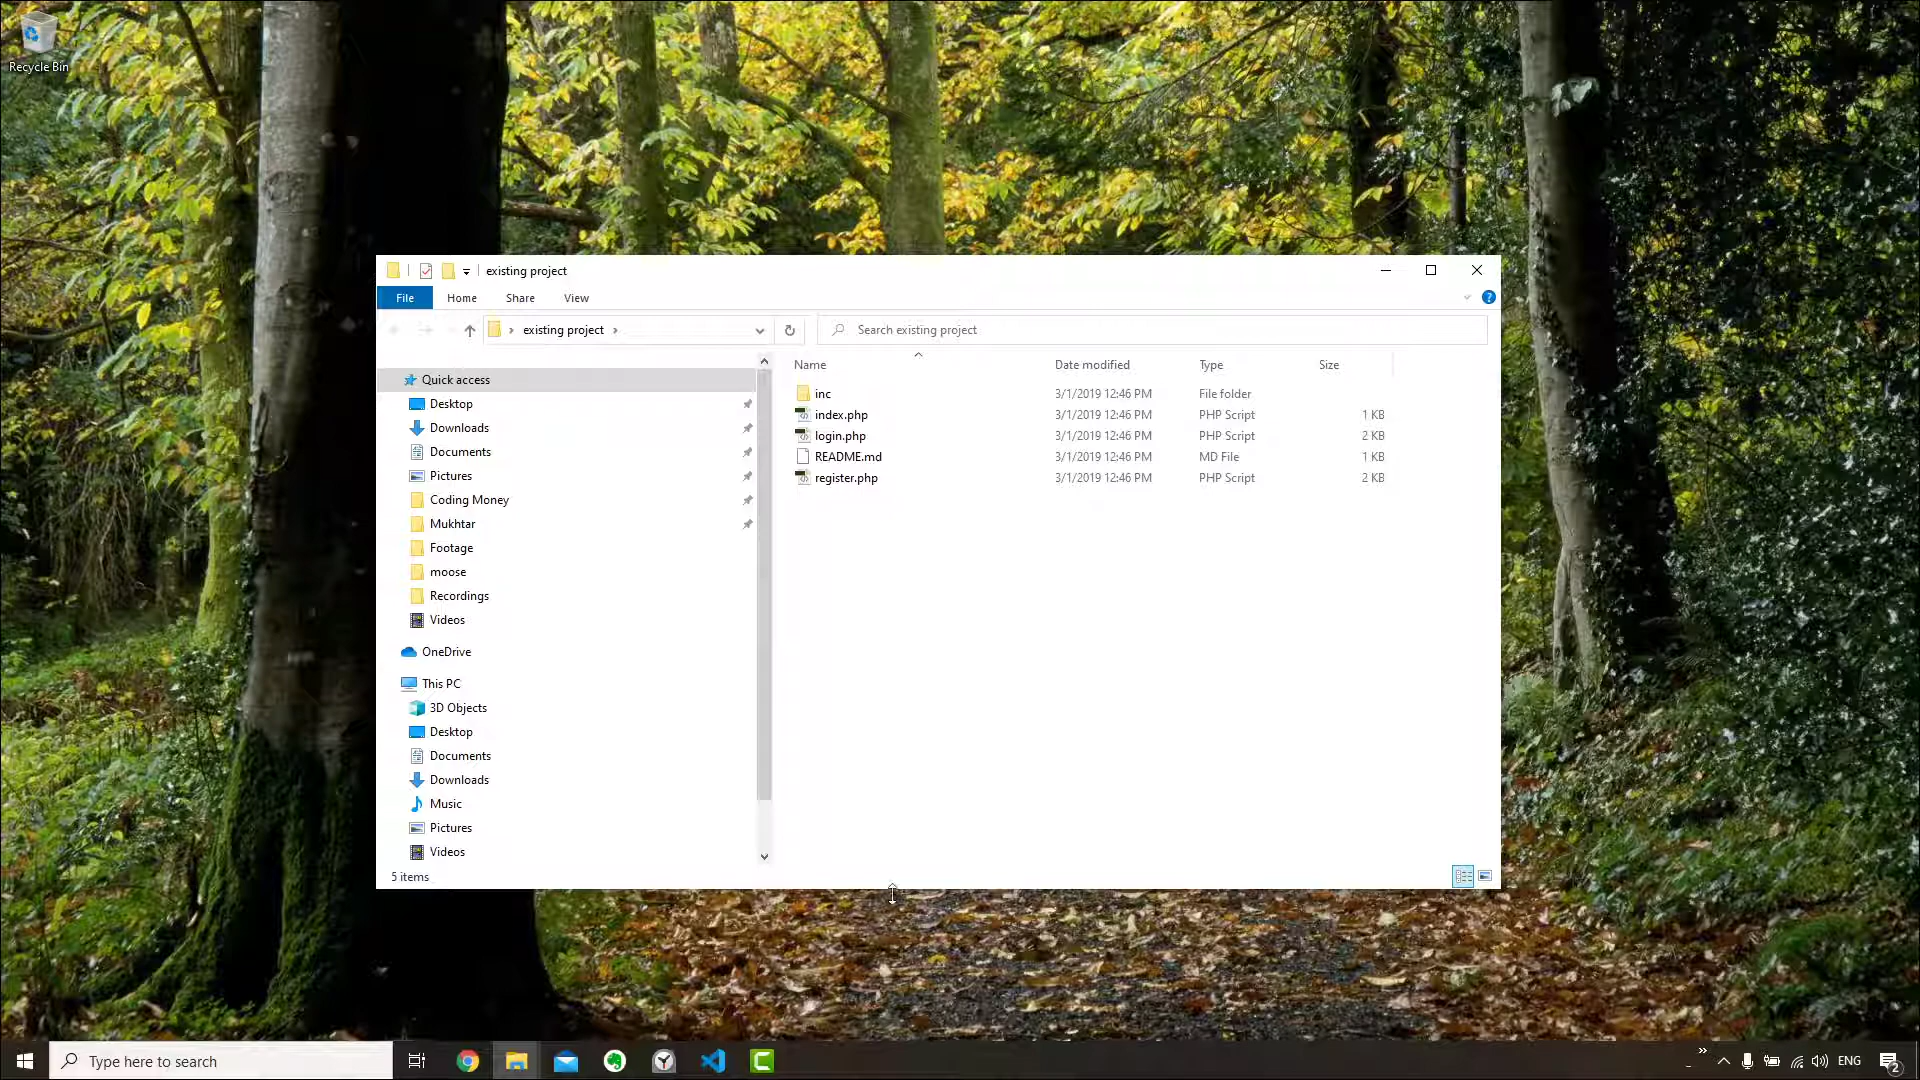 Recycle Bin
existing project
File Home Share View
existing project
Search existing project
Name Date modified Type Size
Quick access
Desktop
Downloads
Documents
Pictures
Coding Money
Mukhtar
Footage
moose
Recordings
Videos
OneDrive
This PC
3D Objects
Desktop
Documents
Downloads
Music
Pictures
Videos
inc 3/1/2019 12:46 PM File folder
index.php 3/1/2019 12:46 PM PHP Script 1 KB
login.php 3/1/2019 12:46 PM PHP Script 2 KB
README.md 3/1/2019 12:46 PM MD File 1 KB
register.php 3/1/2019 12:46 PM PHP Script 2 KB
5 items
Type here to search
ENG
2